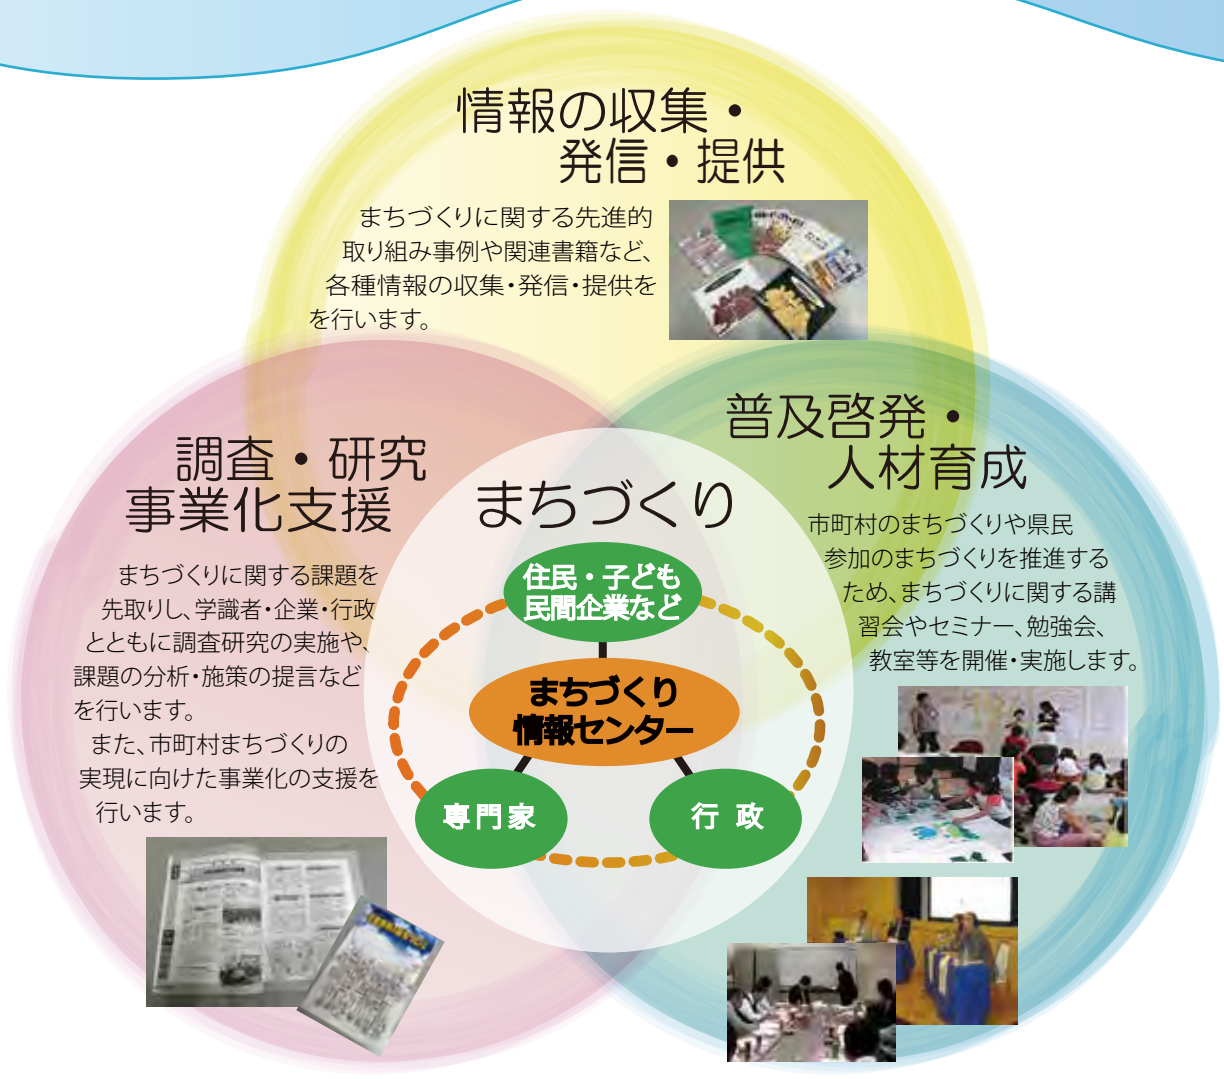 情報の収集・
発信・提供
まちづくりに関する先進的
取り組み事例や関連書籍など、
各種情報の収集・発信・提供を
を行います。
調査・研究
事業化支援
まちづくりに関する課題を
先取りし、学識者・企業・行政
とともに調査研究の実施や、
課題の分析・施策の提言など
を行います。
また、市町村まちづくりの
実現に向けた事業化の支援を
行います。
普及啓発・
人材育成
市町村のまちづくりや県民
参加のまちづくりを推進する
ため、まちづくりに関する講
習会やセミナー、勉強会、
教室等を開催・実施します。
まちづくり
住民・子ども
民間企業など
まちづくり
情報センター
専門家
行 政